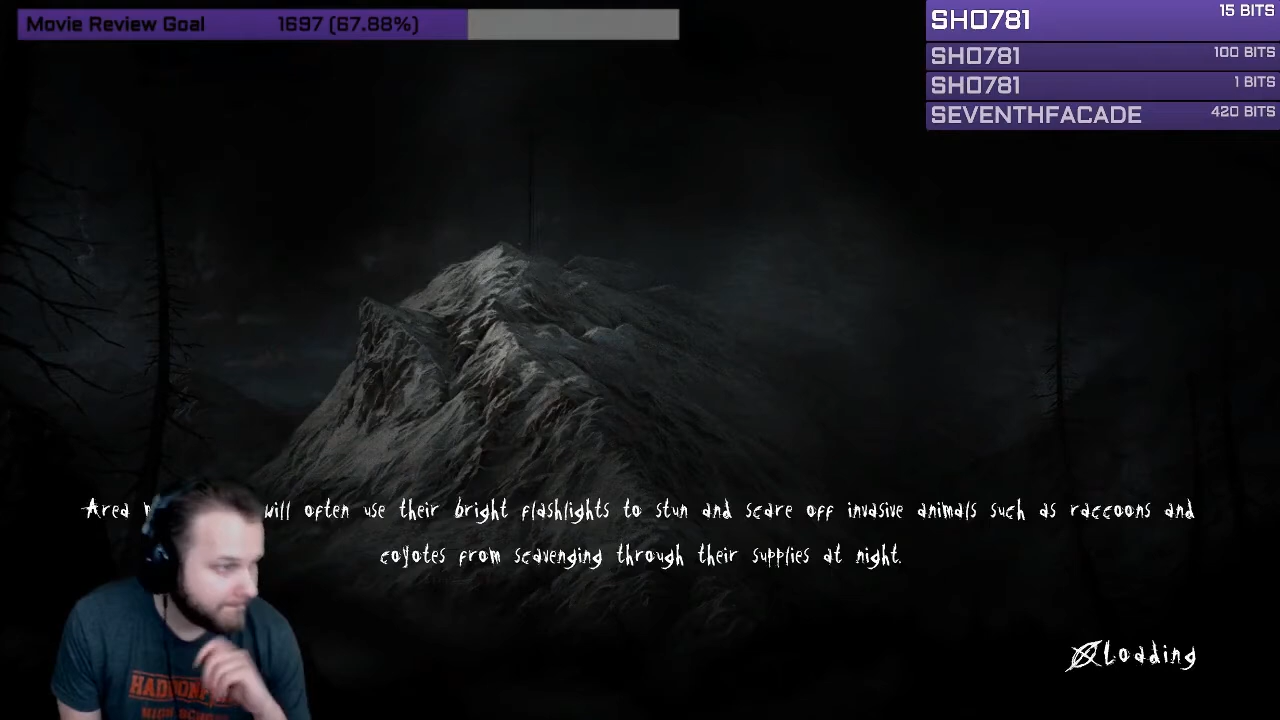 Movie Review Goal 1697 (67.88%)
SHO781 15 BITS
SHO781 100 BITS
SHO781 1 BITS
SEVENTHFACADE 420 BITS
Area will often use their bright flashlights to stun and scare off invasive animals such as raccoons and
coyotes from scavenging through their supplies at night.
Loading